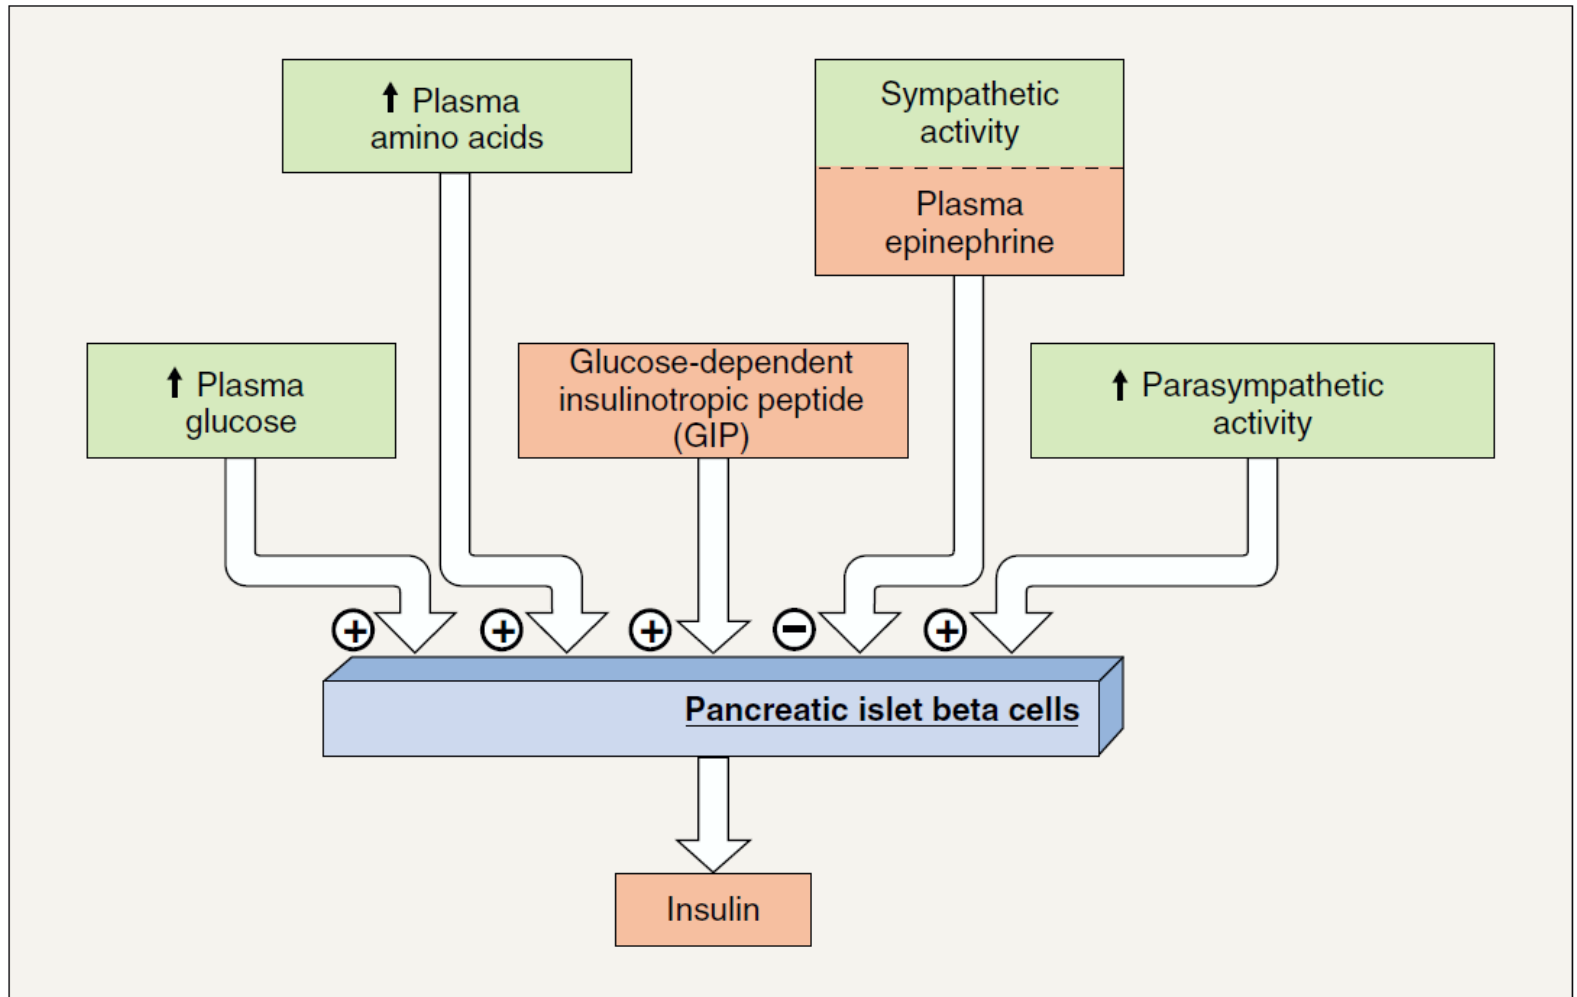 ↑ Plasma
amino acids
Sympathetic
activity
Plasma
epinephrine
↑ Plasma
glucose
Glucose-dependent
insulinotropic peptide
(GIP)
↑ Parasympathetic
activity
+ + + − +
Pancreatic islet beta cells
Insulin